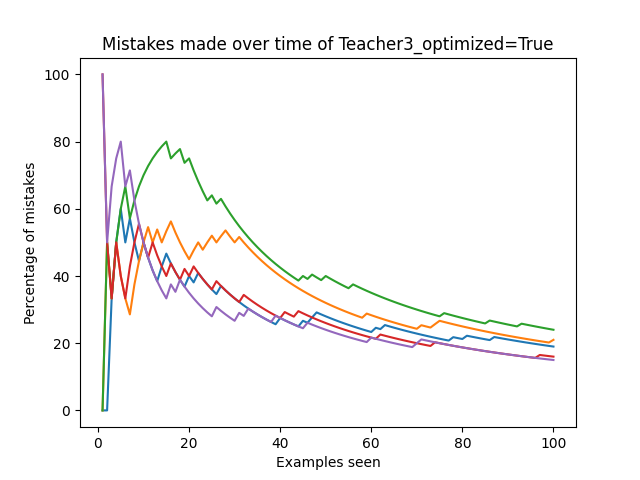 Mistakes made over time of Teacher3_optimized=True
Percentage of mistakes
100
80
60
40
20
0
0 20 40 60 80 100
Examples seen